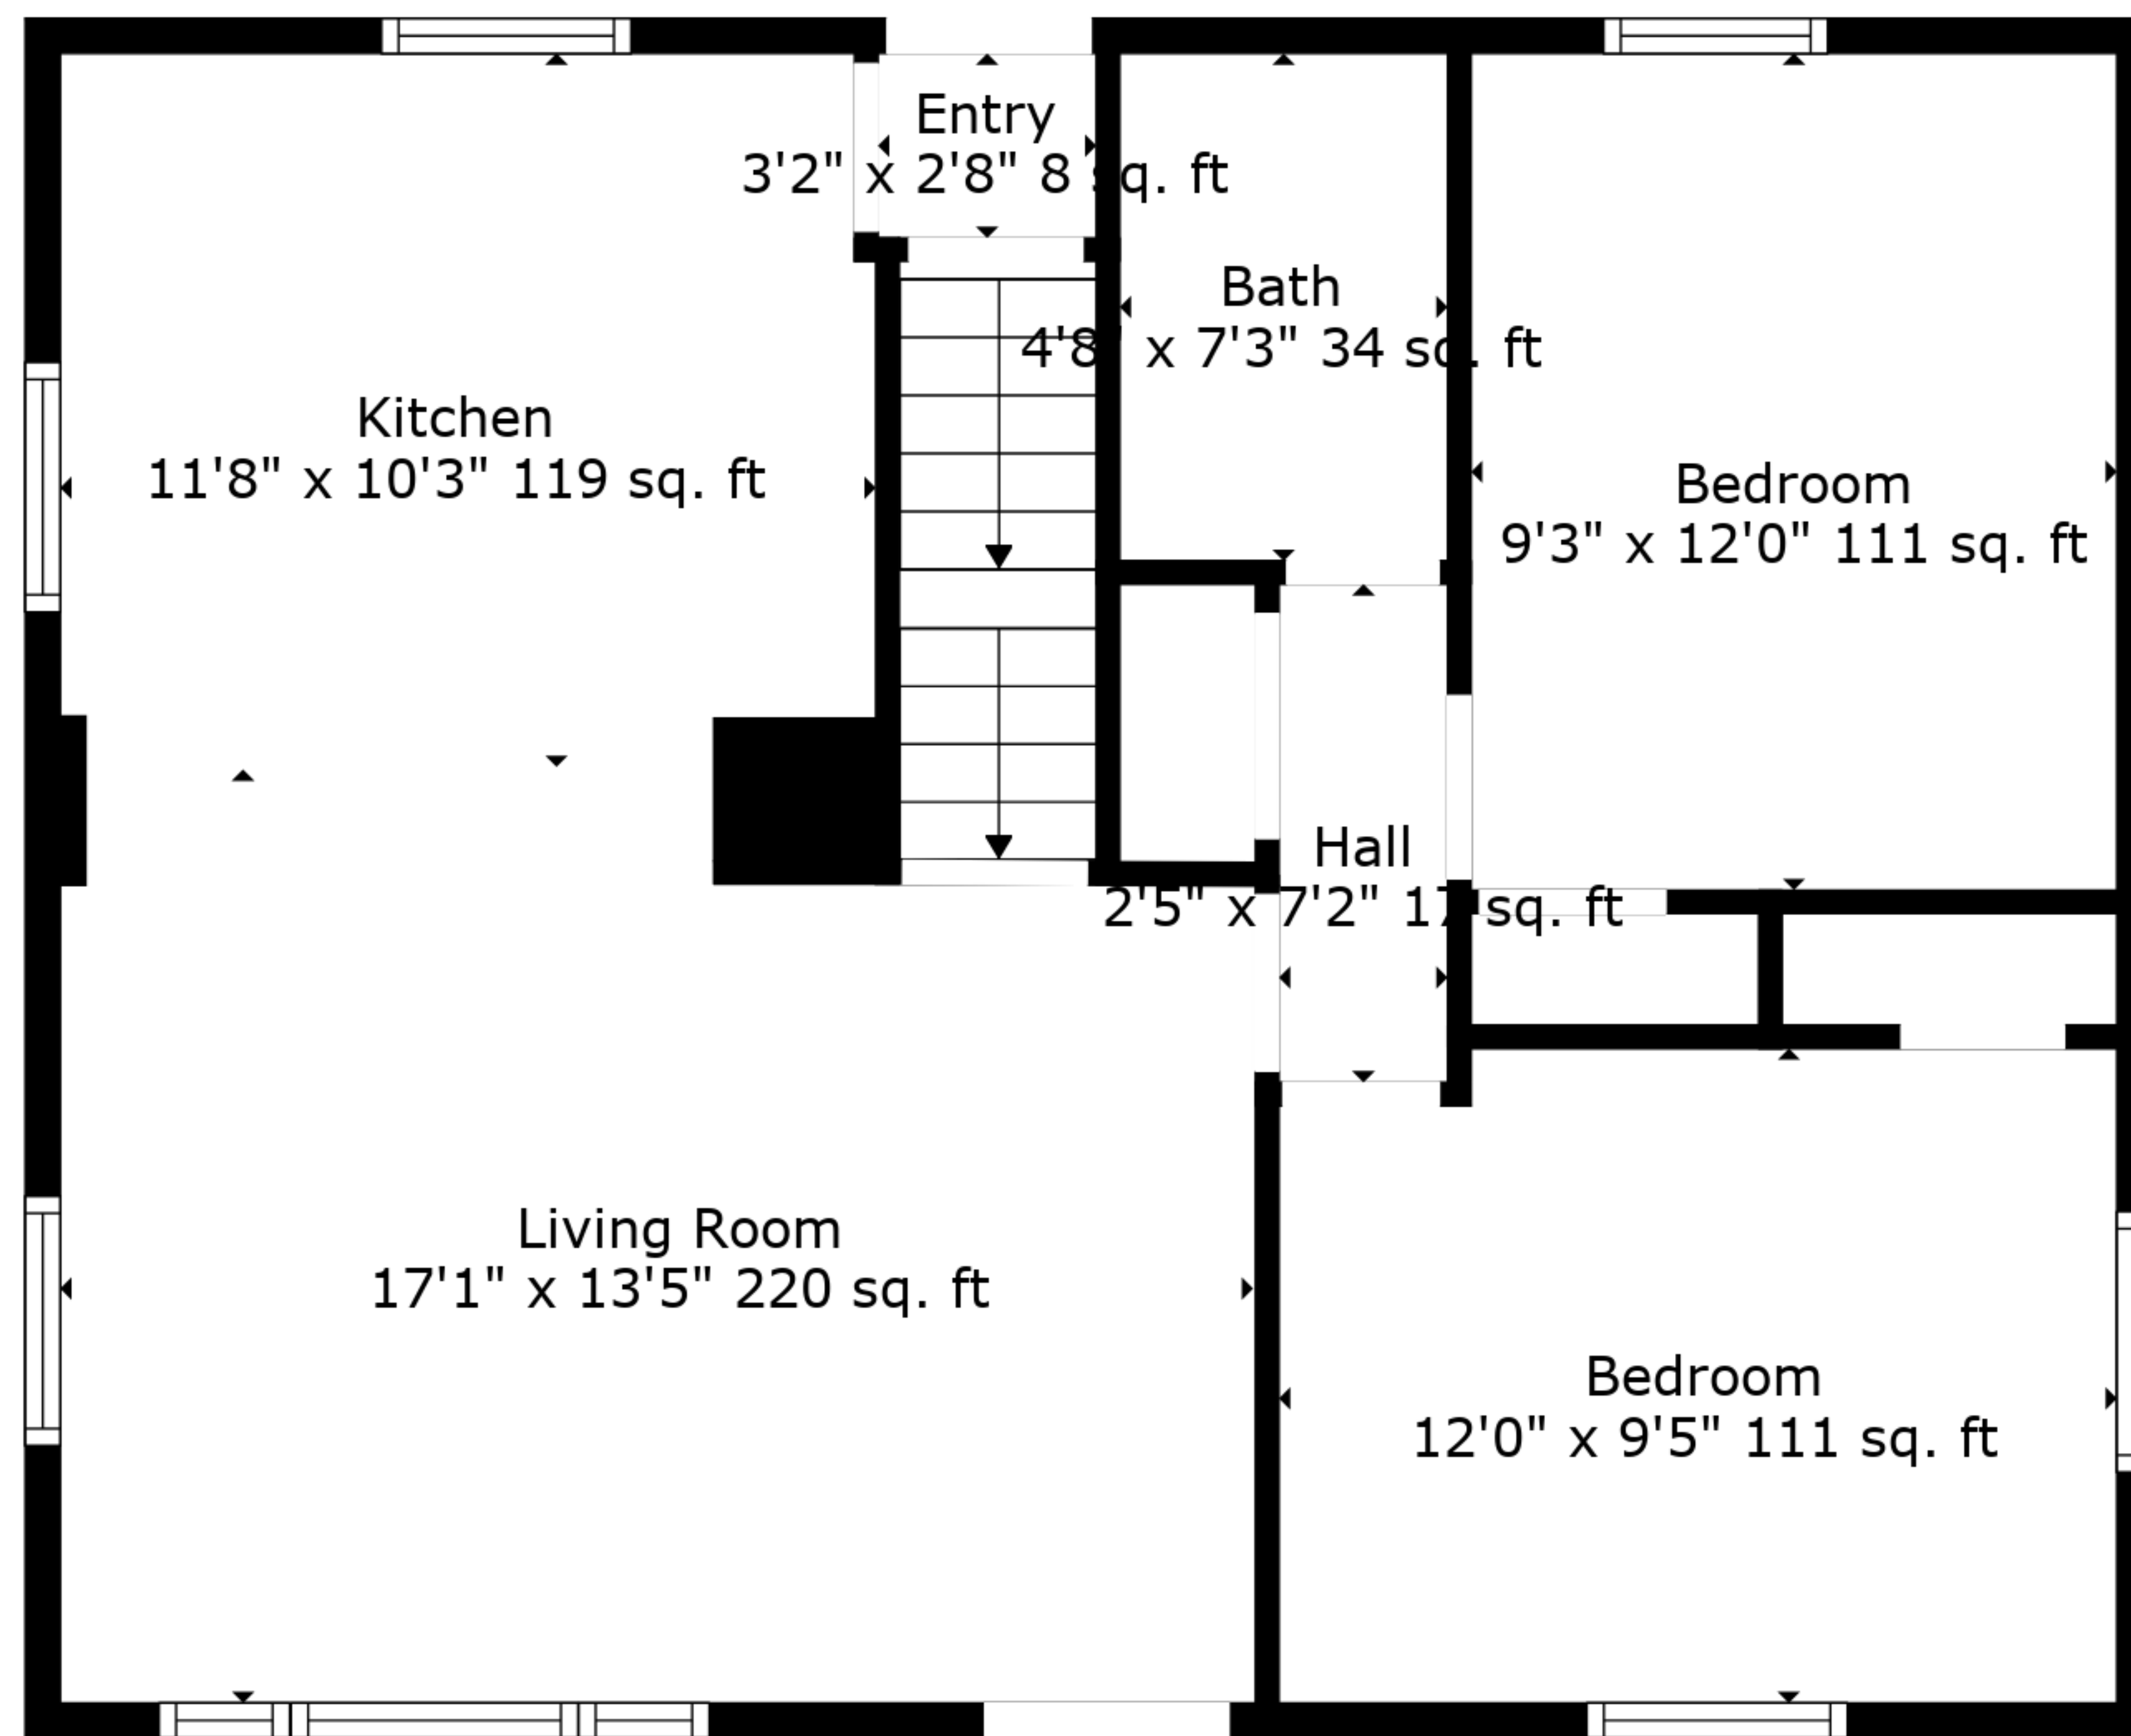 Entry
3'2" x 2'8" 8 sq. ft
Bath
4'8" x 7'3" 34 sq. ft
Kitchen
11'8" x 10'3" 119 sq. ft
Bedroom
9'3" x 12'0" 111 sq. ft
Hall
2'5" x 7'2" 17 sq. ft
Living Room
17'1" x 13'5" 220 sq. ft
Bedroom
12'0" x 9'5" 111 sq. ft